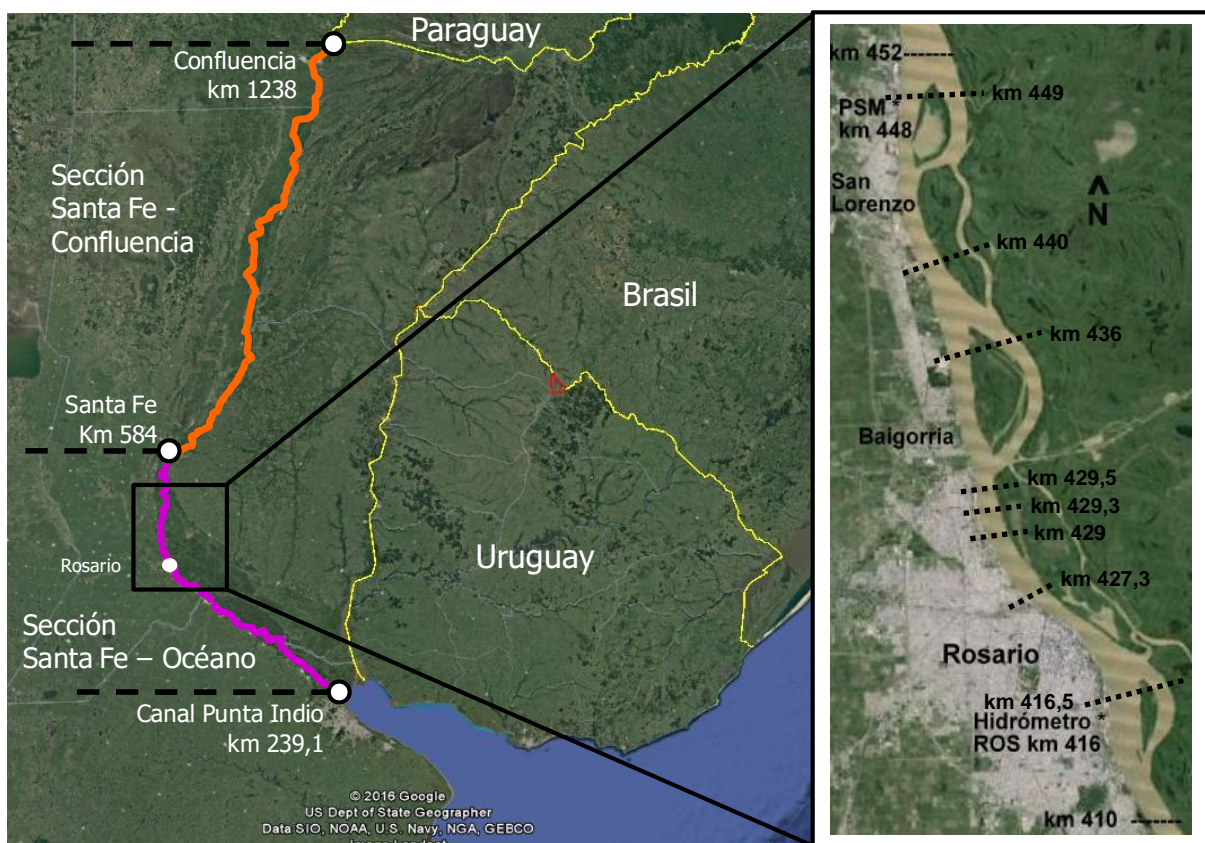 Paraguay
Confluencia
km 1238
Sección
Santa Fe -
Confluencia
Brasil
Santa Fe
Km 584
Rosario
Uruguay
Sección
Santa Fe – Océano
Canal Punta Indio
km 239,1
© 2016 Google
US Dept of State Geographer
Data SIO, NOAA, U.S. Navy, NGA, GEBCO
km 452
km 449
PSM *
km 448
San
Lorenzo
N
km 440
km 436
Baigorria
km 429,5
km 429,3
km 429
km 427,3
Rosario
km 416,5
Hidrómetro *
ROS km 416
km 410